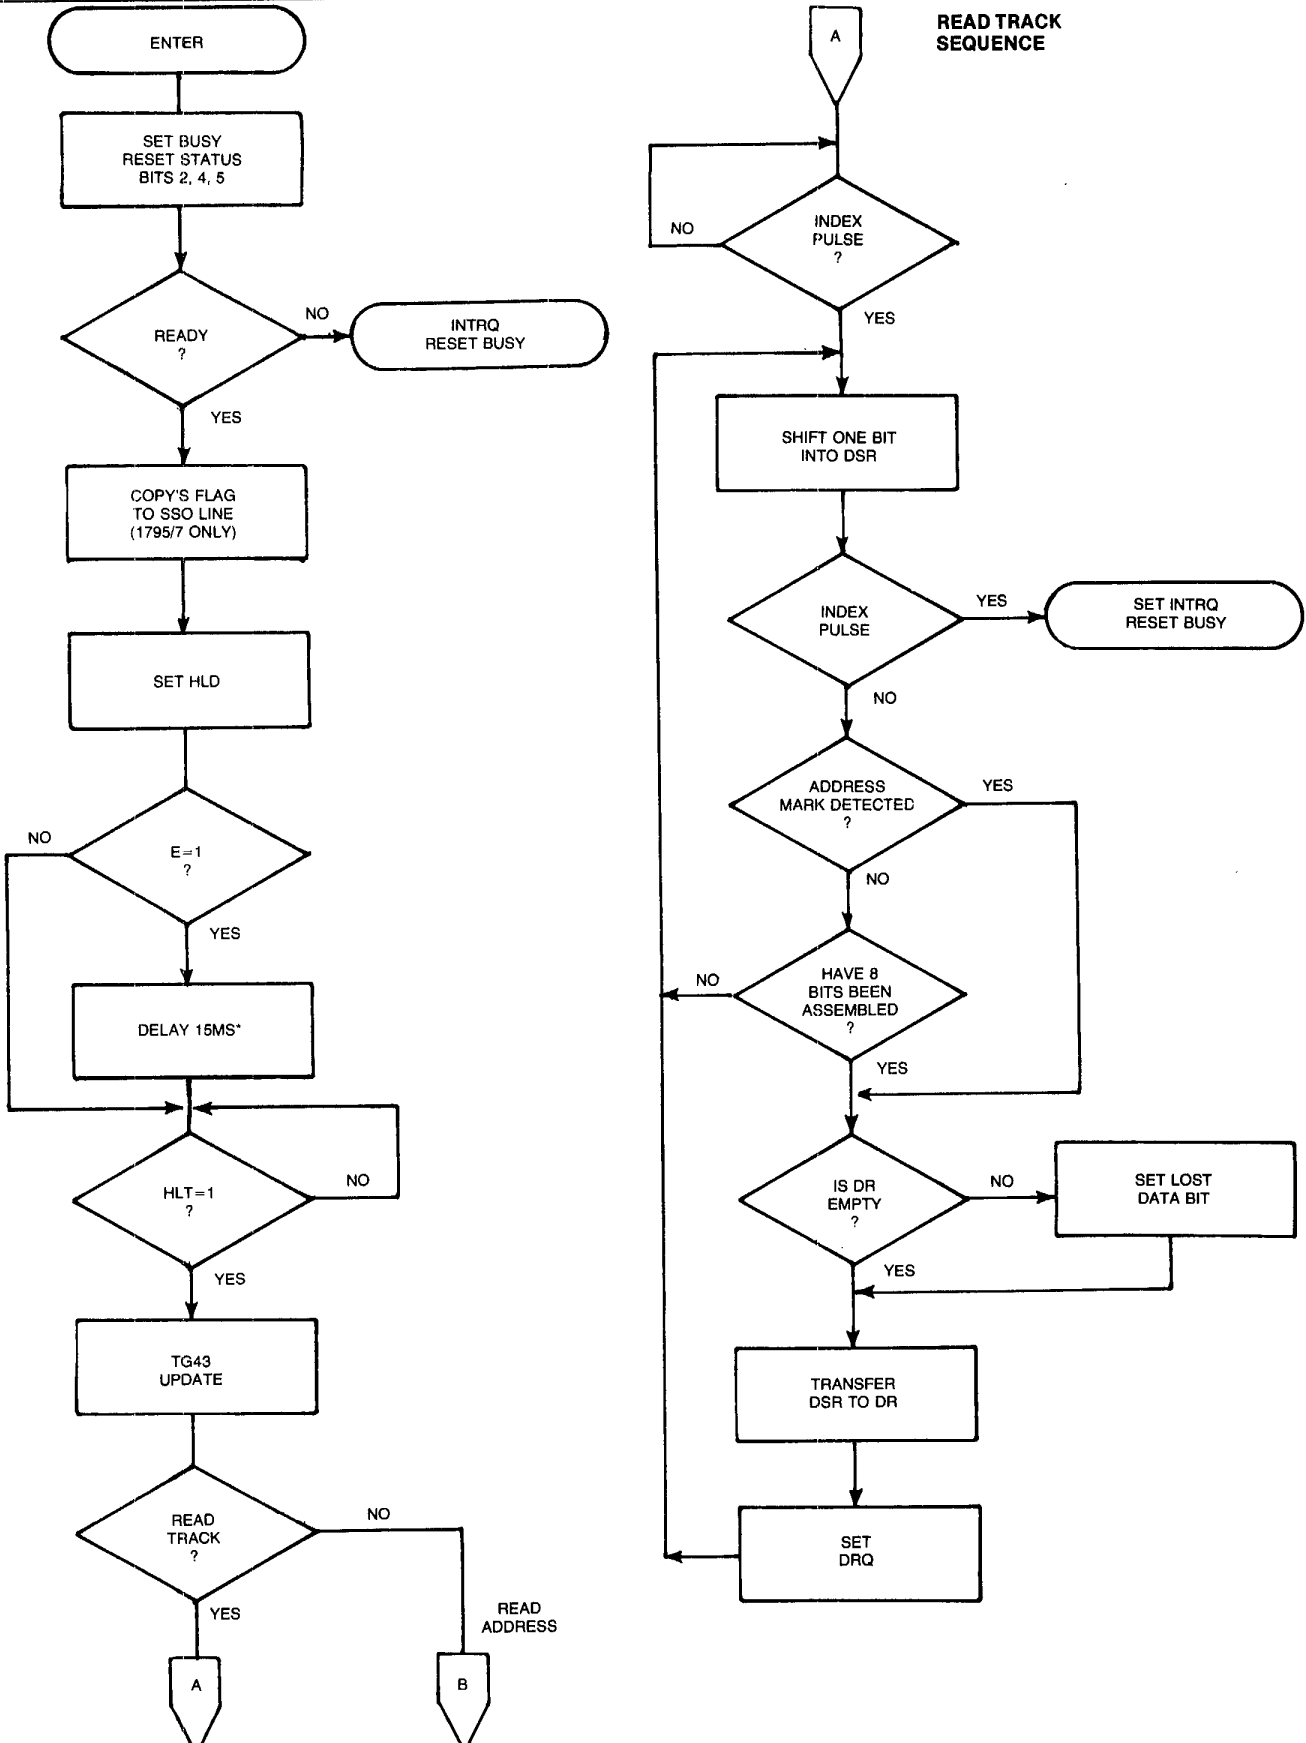 ENTER
SET BUSY
RESET STATUS
BITS 2, 4, 5
READY
?
NO
INTRQ
RESET BUSY
YES
COPY'S FLAG
TO SSO LINE
(1795/7 ONLY)
SET HLD
E=1
?
NO
YES
DELAY 15MS*
HLT=1
?
NO
YES
TG43
UPDATE
READ
TRACK
?
NO
YES
READ
ADDRESS
A
B
READ TRACK
SEQUENCE
A
INDEX
PULSE
?
NO
YES
SHIFT ONE BIT
INTO DSR
INDEX
PULSE
YES
SET INTRQ
RESET BUSY
NO
ADDRESS
MARK DETECTED
?
YES
NO
HAVE 8
BITS BEEN
ASSEMBLED
?
NO
YES
IS DR
EMPTY
?
NO
SET LOST
DATA BIT
YES
TRANSFER
DSR TO DR
SET
DRQ